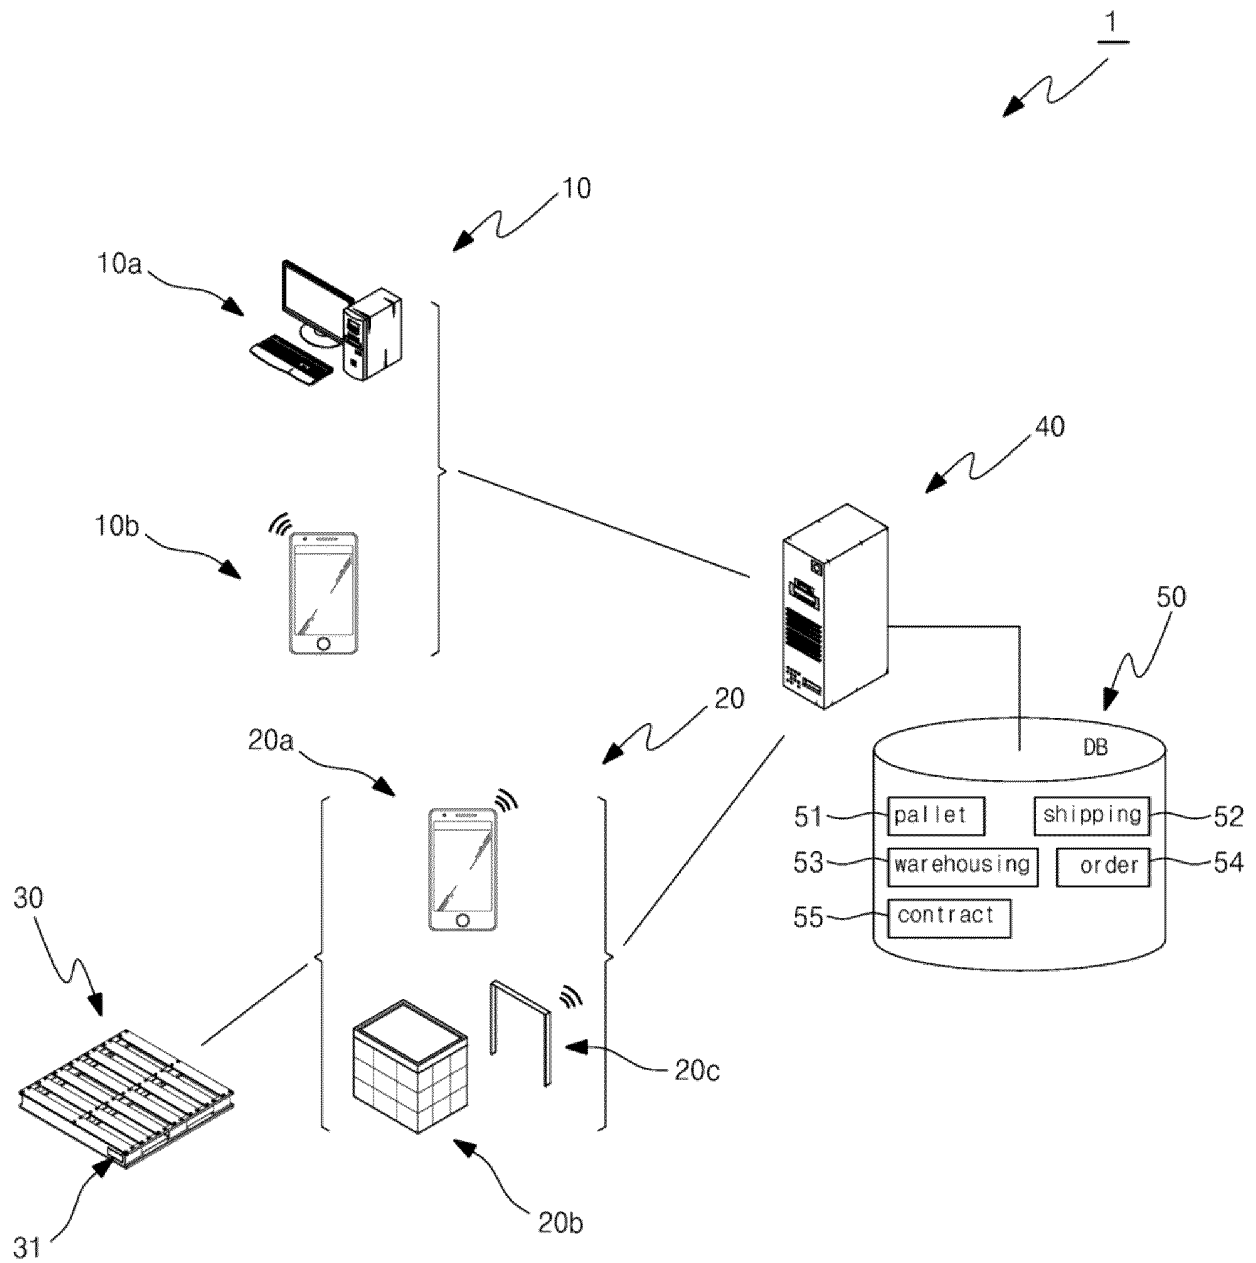 1
10
10a
10b
40
50
20
20a
DB
51 pallet shipping 52
53 warehousing order 54
55 contract
30
20c
20b
31